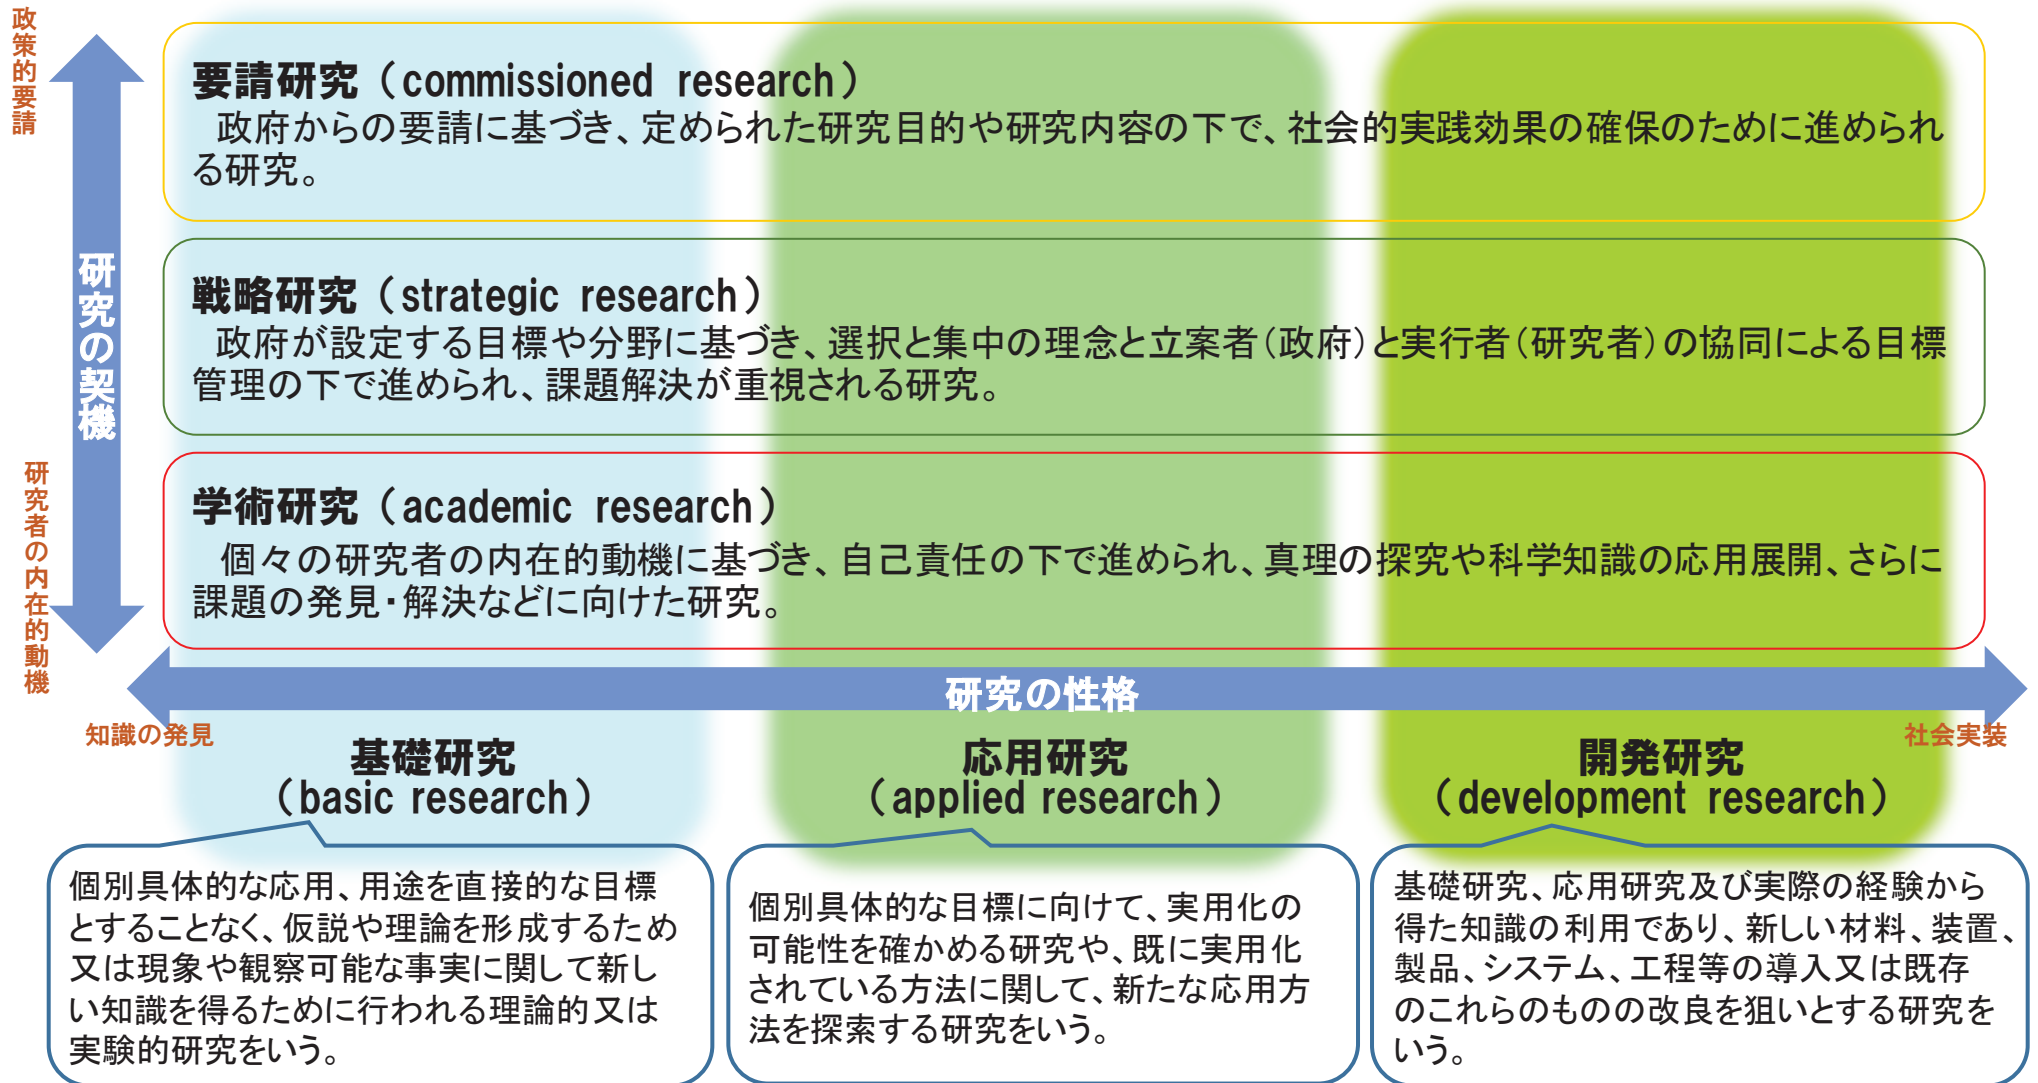 政策的要請
研究の契機
研究者の内在的動機
要請研究（commissioned research）
政府からの要請に基づき、定められた研究目的や研究内容の下で、社会的実践効果の確保のために進められ
る研究。
戦略研究（strategic research）
政府が設定する目標や分野に基づき、選択と集中の理念と立案者（政府）と実行者（研究者）の協同による目標
管理の下で進められ、課題解決が重視される研究。
学術研究（academic research）
個々の研究者の内在的動機に基づき、自己責任の下で進められ、真理の探究や科学知識の応用展開、さらに
課題の発見・解決などに向けた研究。
研究の性格
知識の発見
社会実装
基礎研究
（basic research）
応用研究
（applied research）
開発研究
（development research）
個別具体的な応用、用途を直接的な目標
とすることなく、仮説や理論を形成するため
又は現象や観察可能な事実に関して新し
い知識を得るために行われる理論的又は
実験的研究をいう。
個別具体的な目標に向けて、実用化の
可能性を確かめる研究や、既に実用化
されている方法に関して、新たな応用方
法を探索する研究をいう。
基礎研究、応用研究及び実際の経験から
得た知識の利用であり、新しい材料、装置、
製品、システム、工程等の導入又は既存
のこれらのものの改良を狙いとする研究を
いう。